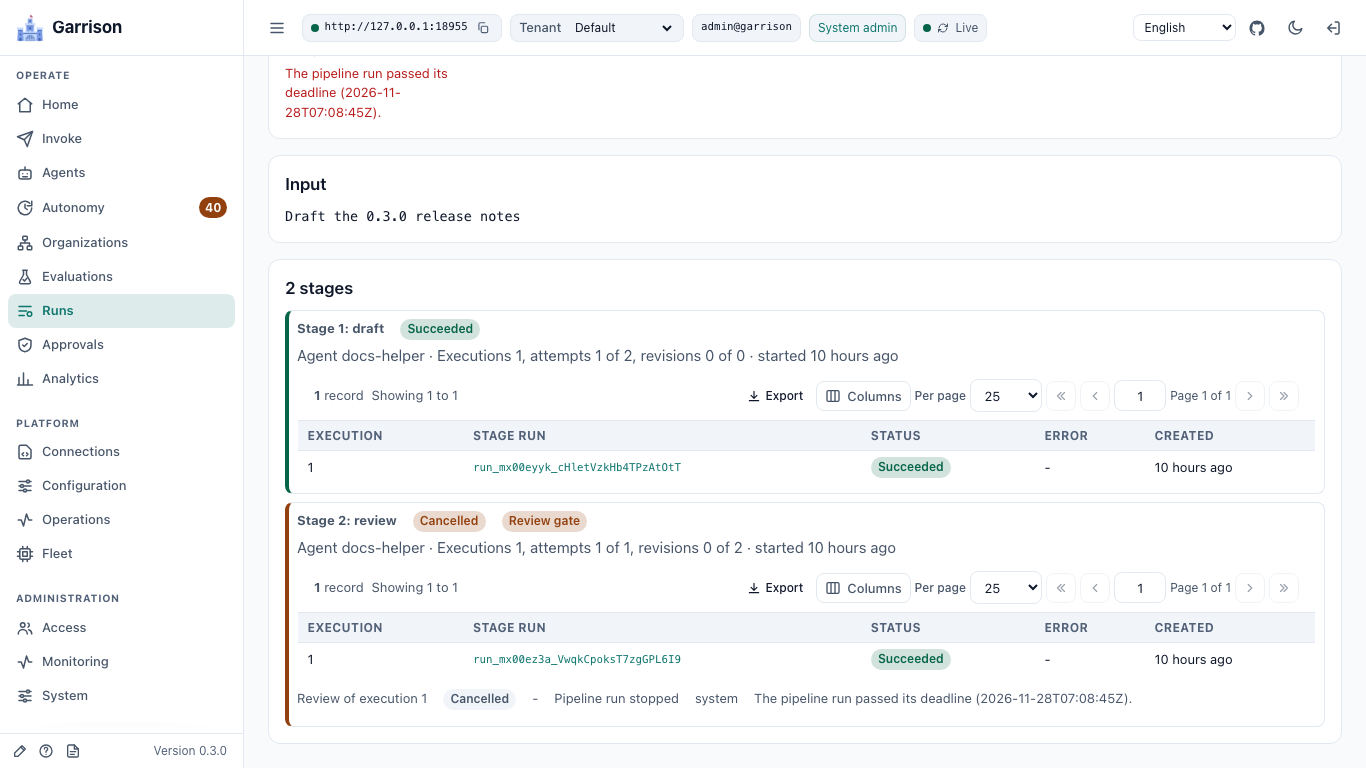 Garrison
http://127.0.0.1:18955
Tenant Default
admin@garrison
System admin
Live
English
OPERATE
Home
Invoke
Agents
Autonomy 40
Organizations
Evaluations
Runs
Approvals
Analytics
PLATFORM
Connections
Configuration
Operations
Fleet
ADMINISTRATION
Access
Monitoring
System
Version 0.3.0
The pipeline run passed its
deadline (2026-11-
28T07:08:45Z).
Input
Draft the 0.3.0 release notes
2 stages
Stage 1: draft Succeeded
Agent docs-helper · Executions 1, attempts 1 of 2, revisions 0 of 0 · started 10 hours ago
1 record Showing 1 to 1 Export Columns Per page 25 « ‹ 1 Page 1 of 1 › »
EXECUTION STAGE RUN STATUS ERROR CREATED
1 run_mx00eyyk_cHletVzkHb4TPzAtOtT Succeeded - 10 hours ago
Stage 2: review Cancelled Review gate
Agent docs-helper · Executions 1, attempts 1 of 1, revisions 0 of 2 · started 10 hours ago
1 record Showing 1 to 1 Export Columns Per page 25 « ‹ 1 Page 1 of 1 › »
EXECUTION STAGE RUN STATUS ERROR CREATED
1 run_mx00ez3a_VwqkCpoksT7zgGPL6I9 Succeeded - 10 hours ago
Review of execution 1 Cancelled - Pipeline run stopped system The pipeline run passed its deadline (2026-11-28T07:08:45Z).